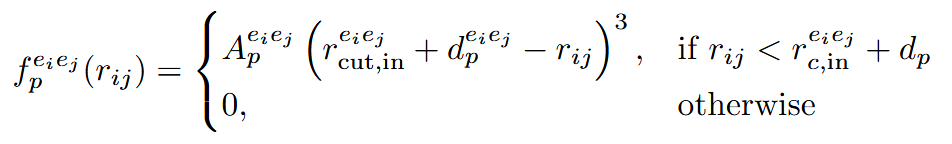 f_p^{e_i e_j}(r_{ij}) = \begin{cases} A_p^{e_i e_j} \left( r_{\text{cut,in}}^{e_i e_j} + d_p^{e_i e_j} - r_{ij} \right)^3, & \text{if } r_{ij} < r_{c,\text{in}}^{e_i e_j} + d_p \\ 0, & \text{otherwise} \end{cases}